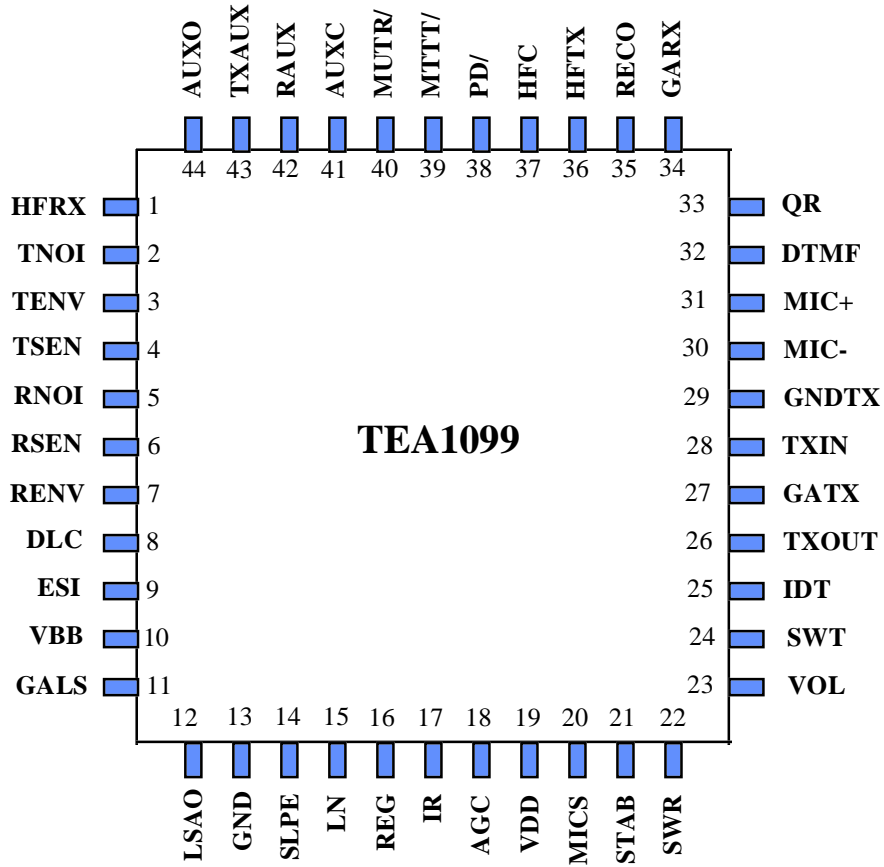 AUXO TXAUX RAUX AUXC MUTR/ MTTT/ PD/ HFC HFTX RECO GARX
44 43 42 41 40 39 38 37 36 35 34
HFRX 1 33 QR
TNOI 2 32 DTMF
TENV 3 31 MIC+
TSEN 4 30 MIC-
RNOI 5 29 GNDTX
TEA1099
RSEN 6 28 TXIN
RENV 7 27 GATX
DLC 8 26 TXOUT
ESI 9 25 IDT
VBB 10 24 SWT
GALS 11 23 VOL
12 13 14 15 16 17 18 19 20 21 22
LSAO GND SLPE LN REG IR AGC VDD MICS STAB SWR